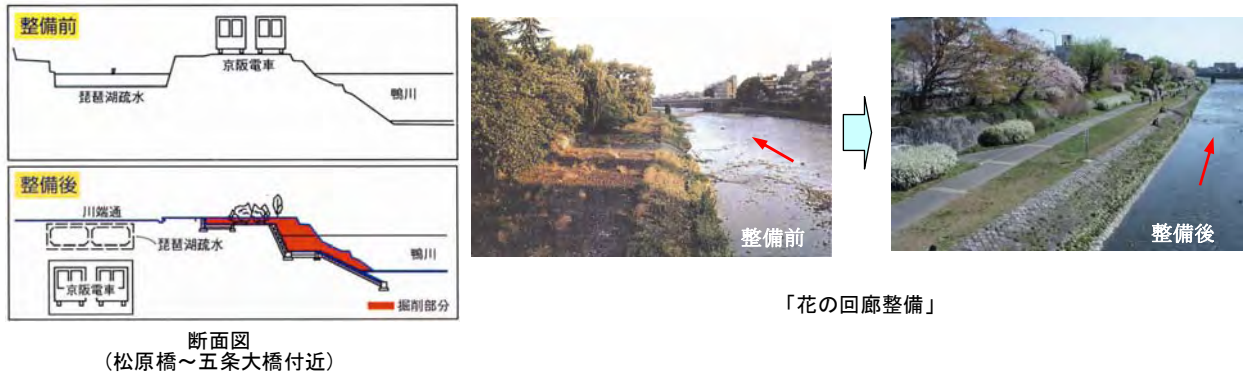 整備前
京阪電車
琵琶湖疏水
鴨川
整備後
川端通
琵琶湖疏水
鴨川
京阪電車
掘削部分
断面図
（松原橋～五条大橋付近）
整備前
整備後
「花の回廊整備」